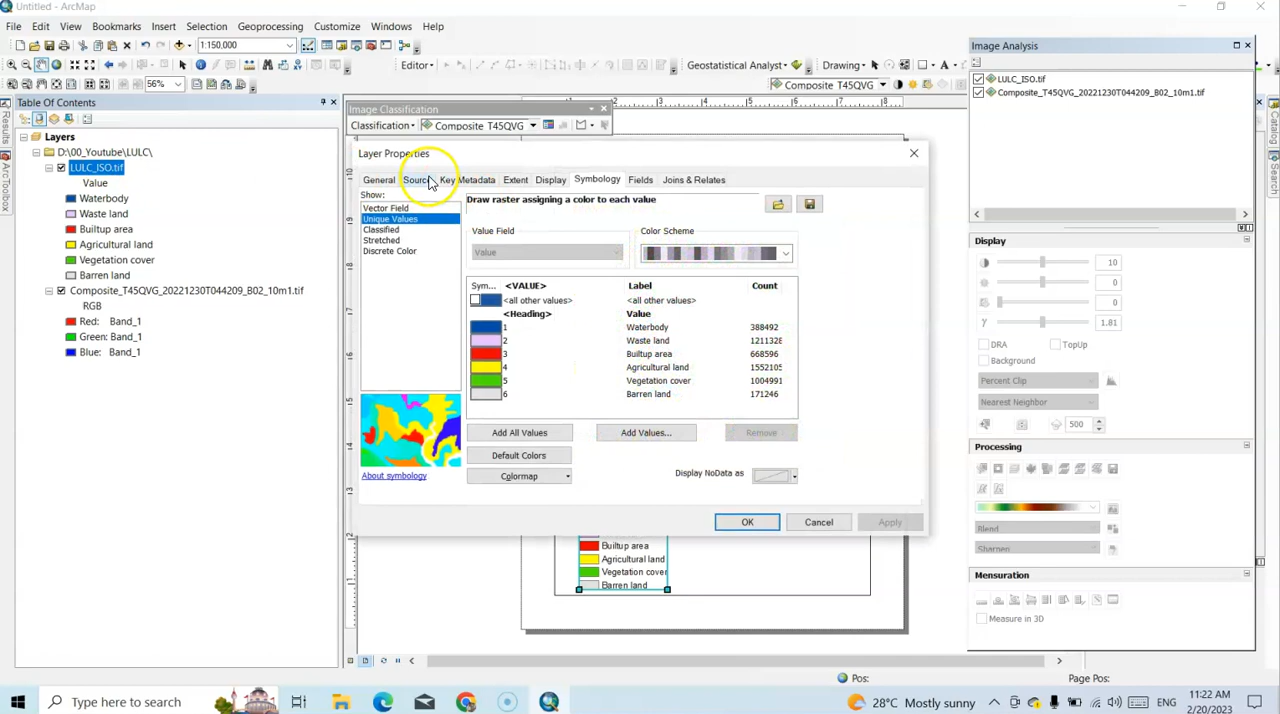 Untitled - ArcMap
File Edit View Bookmarks Insert Selection Geoprocessing Customize Windows Help
1:150,000
Editor
Geostatistical Analyst
Drawing
56%
Composite T45QVG
Table Of Contents
Layers
D:\00_Youtube\LULC\
LULC_ISO.tif
Value
Waterbody
Waste land
Builtup area
Agricultural land
Vegetation cover
Barren land
Composite_T45QVG_20221230T044209_B02_10m1.tif
RGB
Red: Band_1
Green: Band_1
Blue: Band_1
Results
ArcToolbox
Image Classification
Classification
Composite T45QVG
Layer Properties
General Source Key Metadata Extent Display Symbology Fields Joins & Relates
Show:
Vector Field
Unique Values
Classified
Stretched
Discrete Color
About symbology
Draw raster assigning a color to each value
Value Field
Value
Color Scheme
Sym... <VALUE> Label Count
<all other values> <all other values>
<Heading> Value
1 Waterbody 388492
2 Waste land 1211328
3 Builtup area 668596
4 Agricultural land 1552105
5 Vegetation cover 1004991
6 Barren land 171246
Add All Values Add Values... Remove
Default Colors
Colormap
Display NoData as
OK Cancel Apply
Builtup area
Agricultural land
Vegetation cover
Barren land
Image Analysis
LULC_ISO.tif
Composite_T45QVG_20221230T044209_B02_10m1.tif
Display
10
0
0
1.81
DRA TopUp
Background
Percent Clip
Nearest Neighbor
500
Processing
Blend
Sharpen
Mensuration
Measure in 3D
Catalog
Pos: Page Pos:
Type here to search
28°C Mostly sunny
ENG
11:22 AM
2/20/2023